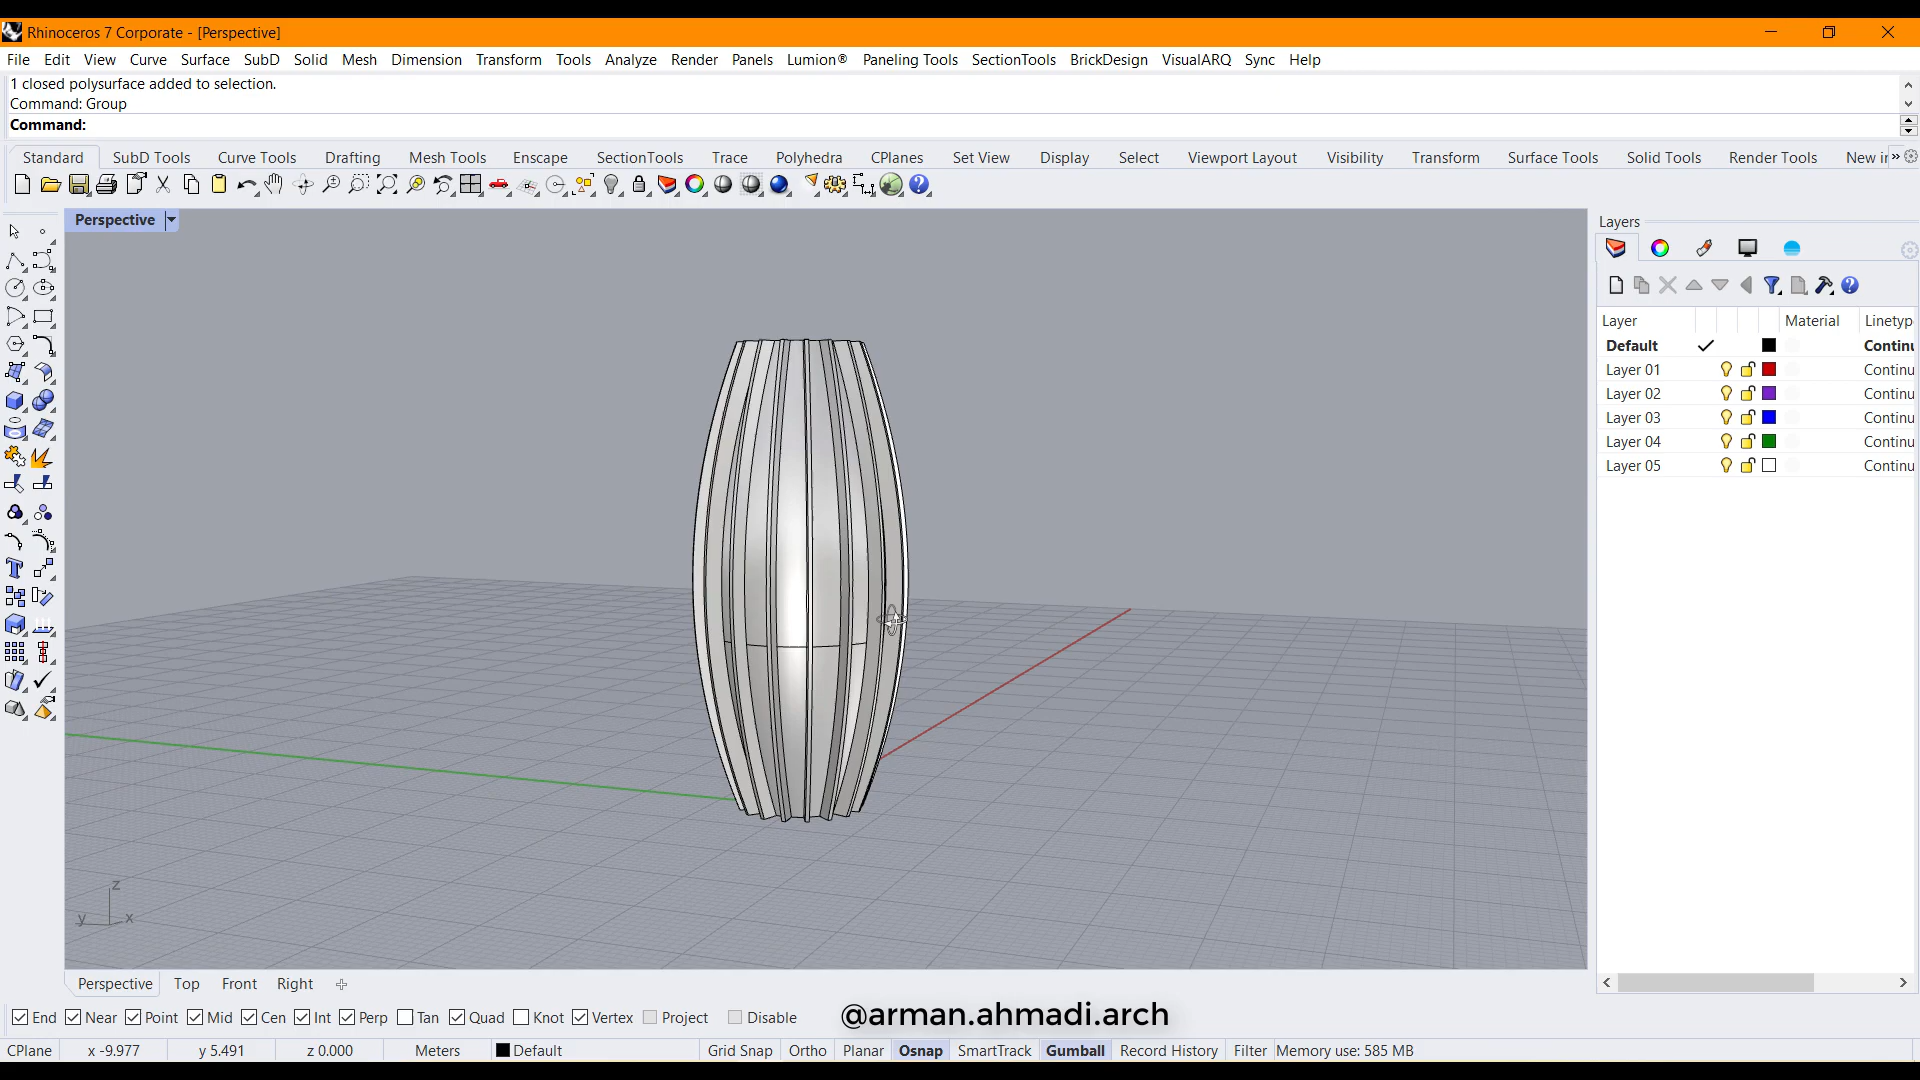 Rhinoceros 7 Corporate - [Perspective]
File Edit View Curve Surface SubD Solid Mesh Dimension Transform Tools Analyze Render Panels Lumion® Paneling Tools SectionTools BrickDesign VisualARQ Sync Help
1 closed polysurface added to selection.
Command: Group
Command:
Standard SubD Tools Curve Tools Drafting Mesh Tools Enscape SectionTools Trace Polyhedra CPlanes Set View Display Select Viewport Layout Visibility Transform Surface Tools Solid Tools Render Tools New in
Perspective
Layers
Layer Material Linetyp
Default Continu
Layer 01 Continu
Layer 02 Continu
Layer 03 Continu
Layer 04 Continu
Layer 05 Continu
z
y x
Perspective Top Front Right
End Near Point Mid Cen Int Perp Tan Quad Knot Vertex Project Disable
@arman.ahmadi.arch
CPlane x -9.977 y 5.491 z 0.000 Meters Default Grid Snap Ortho Planar Osnap SmartTrack Gumball Record History Filter Memory use: 585 MB